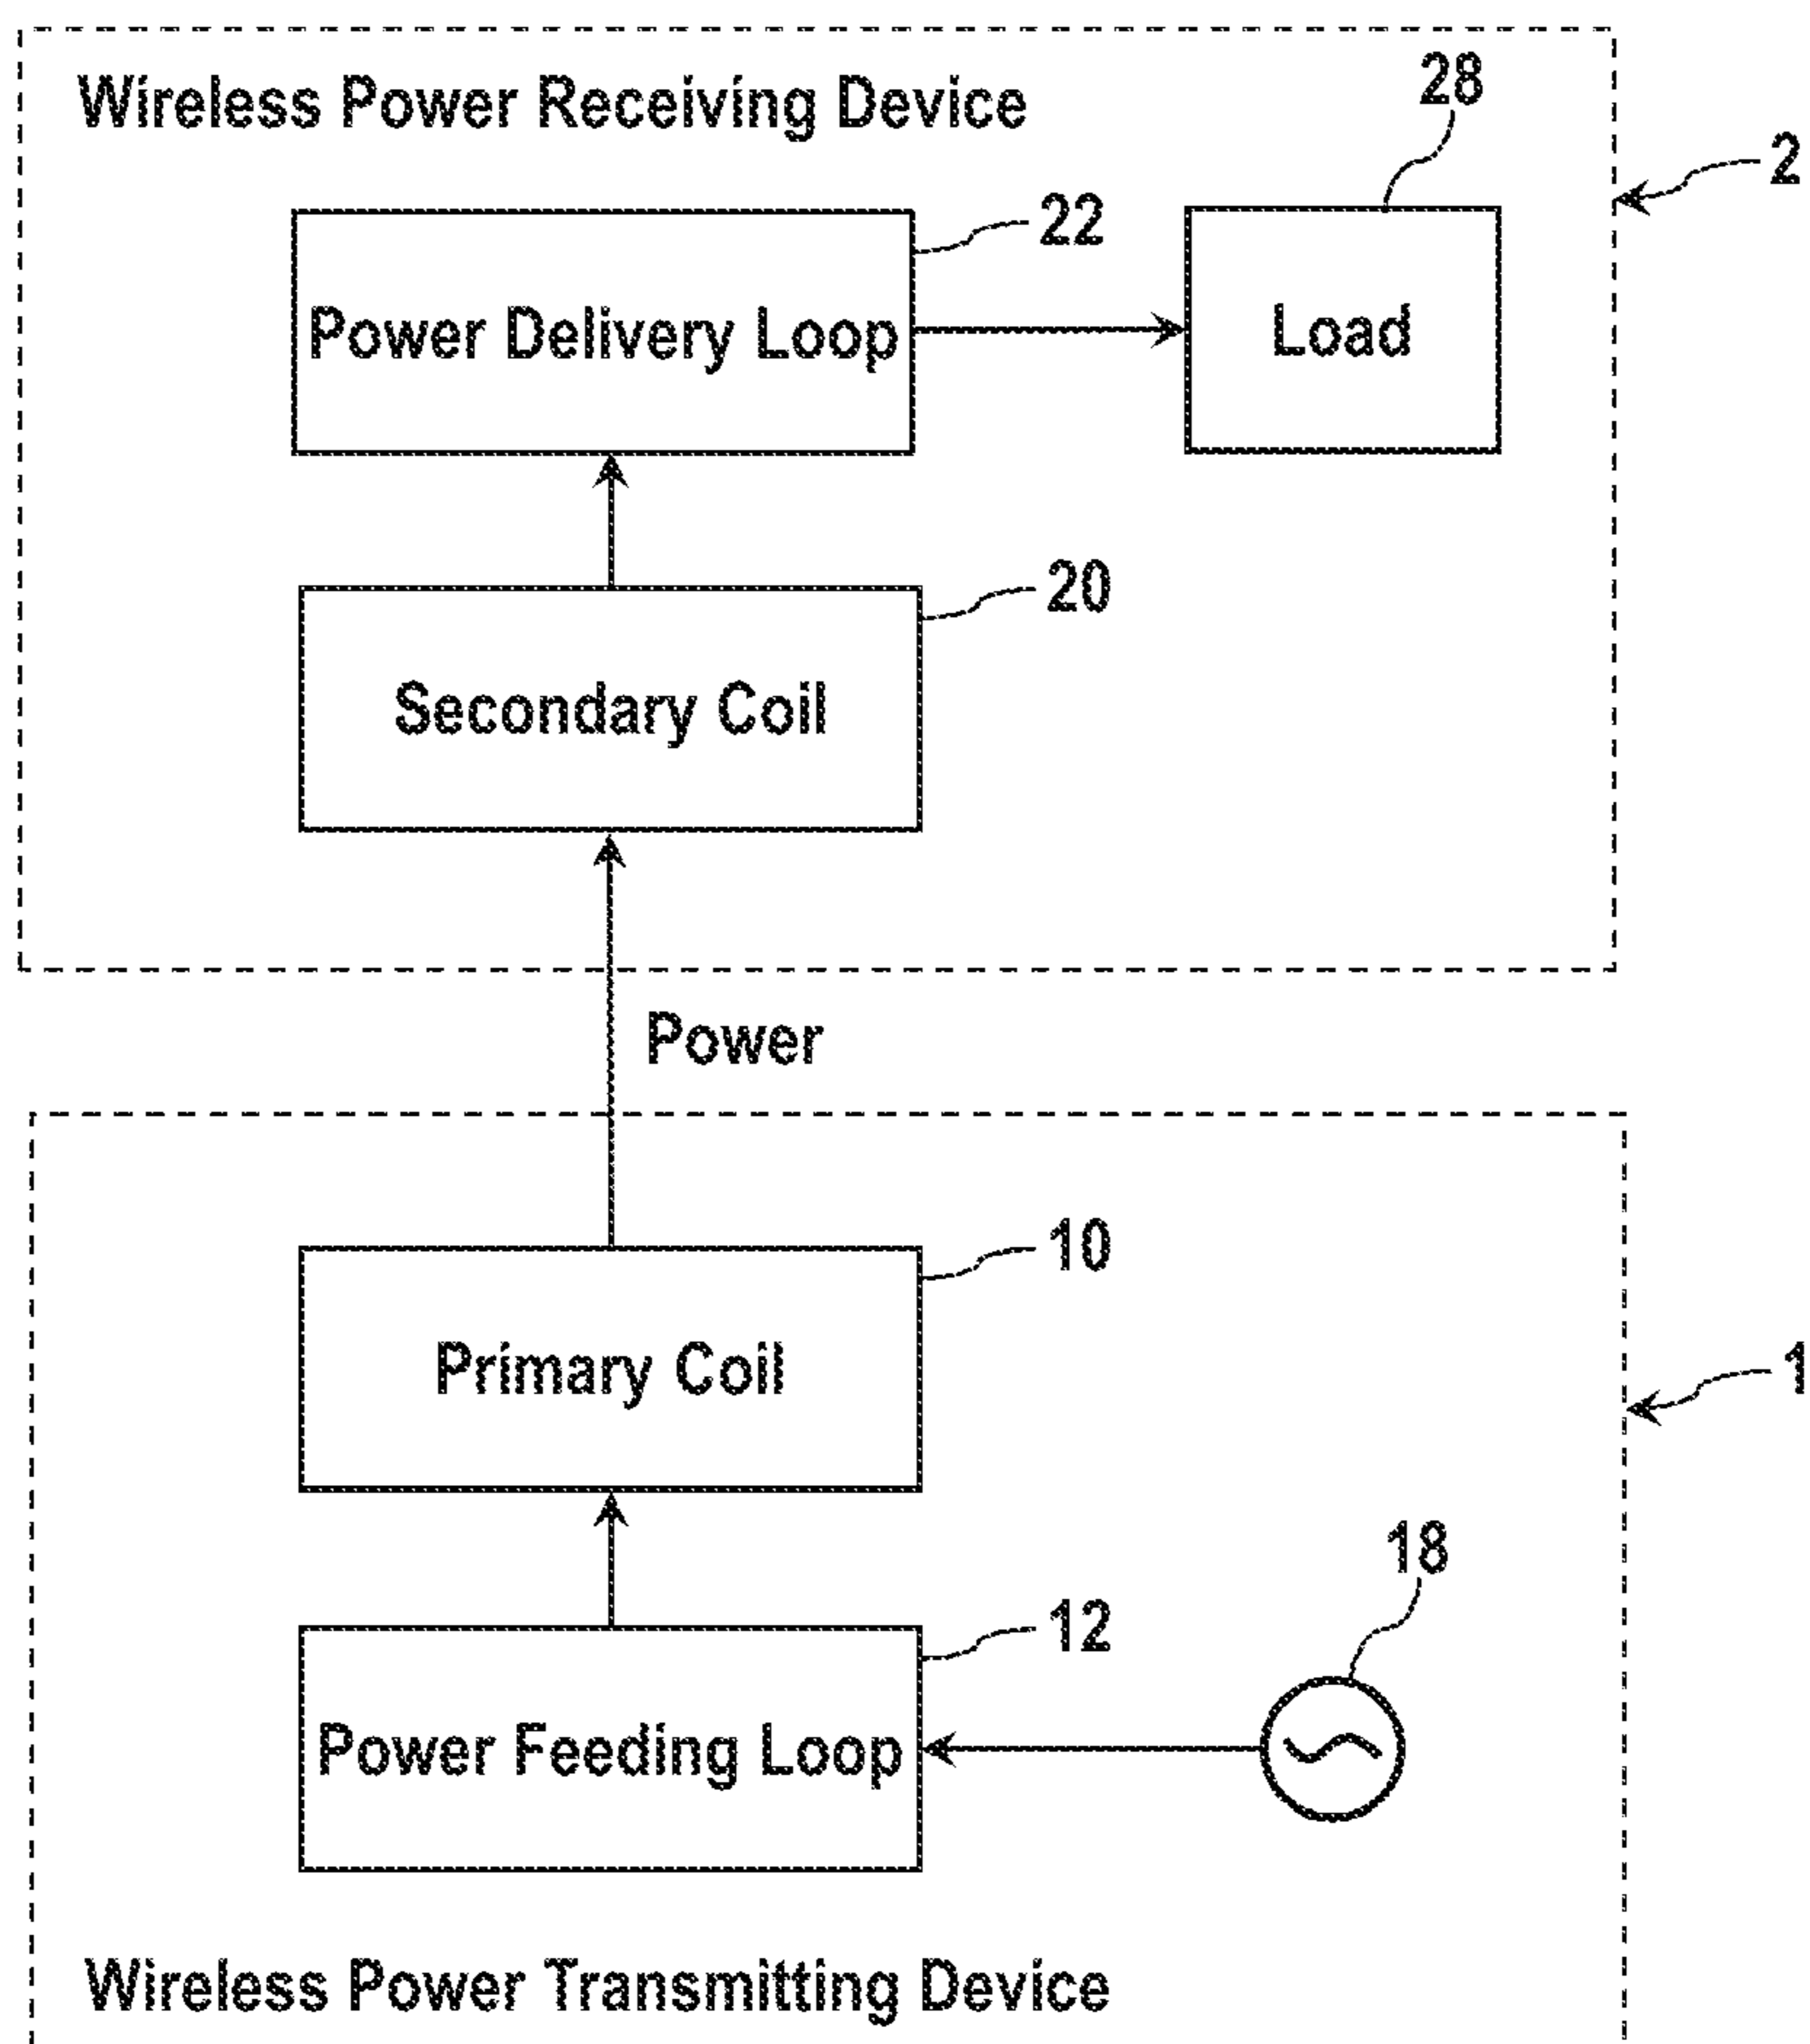 Wireless Power Receiving Device
28
2
22
Power Delivery Loop
Load
20
Secondary Coil
Power
10
Primary Coil
1
18
12
Power Feeding Loop
Wireless Power Transmitting Device